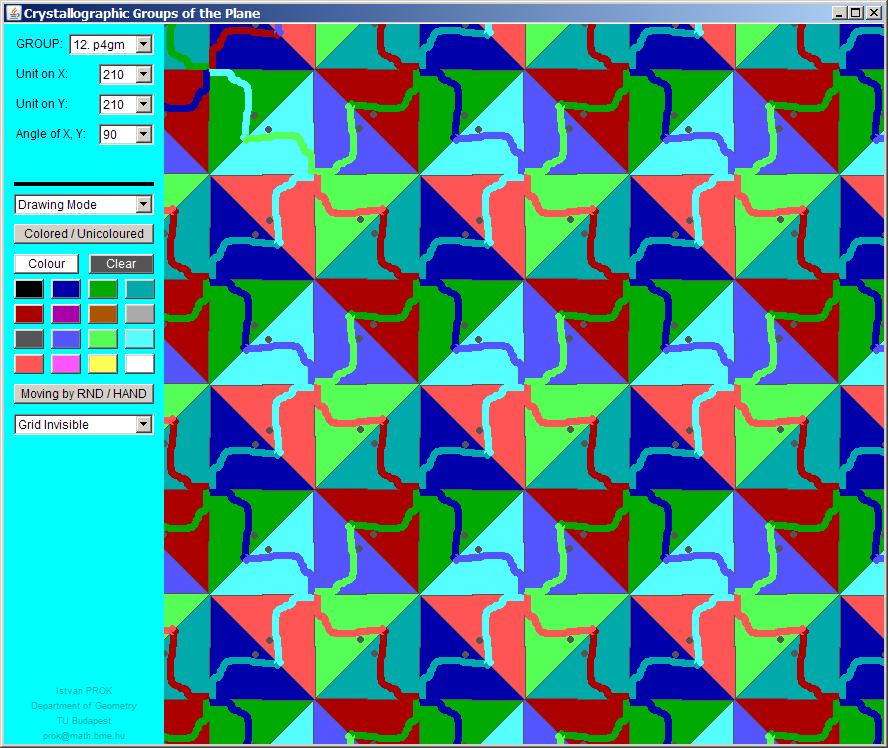 Crystallographic Groups of the Plane
GROUP: 12. p4gm
Unit on X: 210
Unit on Y: 210
Angle of X, Y: 90
Drawing Mode
Colored / Unicoloured
Colour Clear
Moving by RND / HAND
Grid Invisible
Istvan PROK
Department of Geometry
TU Budapest
prok@math.bme.hu